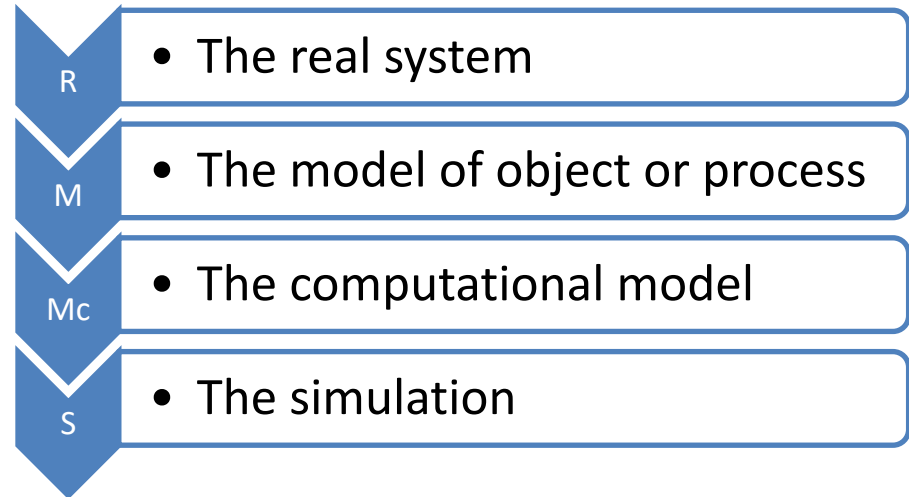 R
• The real system
M
• The model of object or process
Mc
• The computational model
S
• The simulation